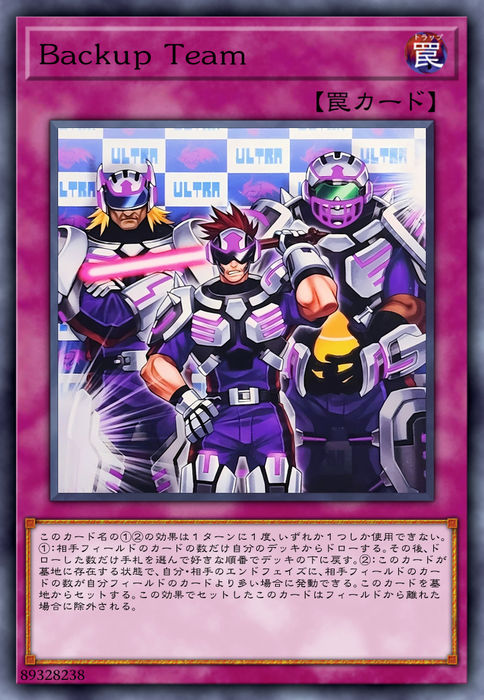 Backup Team
トラップ
罠
【罠カード】
ULTRA
ULTRA
LTRA
ULTRA
このカード名の①②の効果は1ターンに1度、いずれか1つしか使用できない。
①:相手フィールドのカードの数だけ自分のデッキからドローする。その後、ド
ローした数だけ手札を選んで好きな順番でデッキの下に戻す。②:このカードが
墓地に存在する状態で、自分・相手のエンドフェイズに、相手フィールドのカー
ドの数が自分フィールドのカードより多い場合に発動できる。このカードを墓
地からセットする。この効果でセットしたこのカードはフィールドから離れた
場合に除外される。
89328238